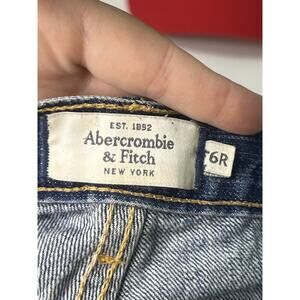 EST. 1892
Abercrombie
& Fitch
NEW YORK
6R